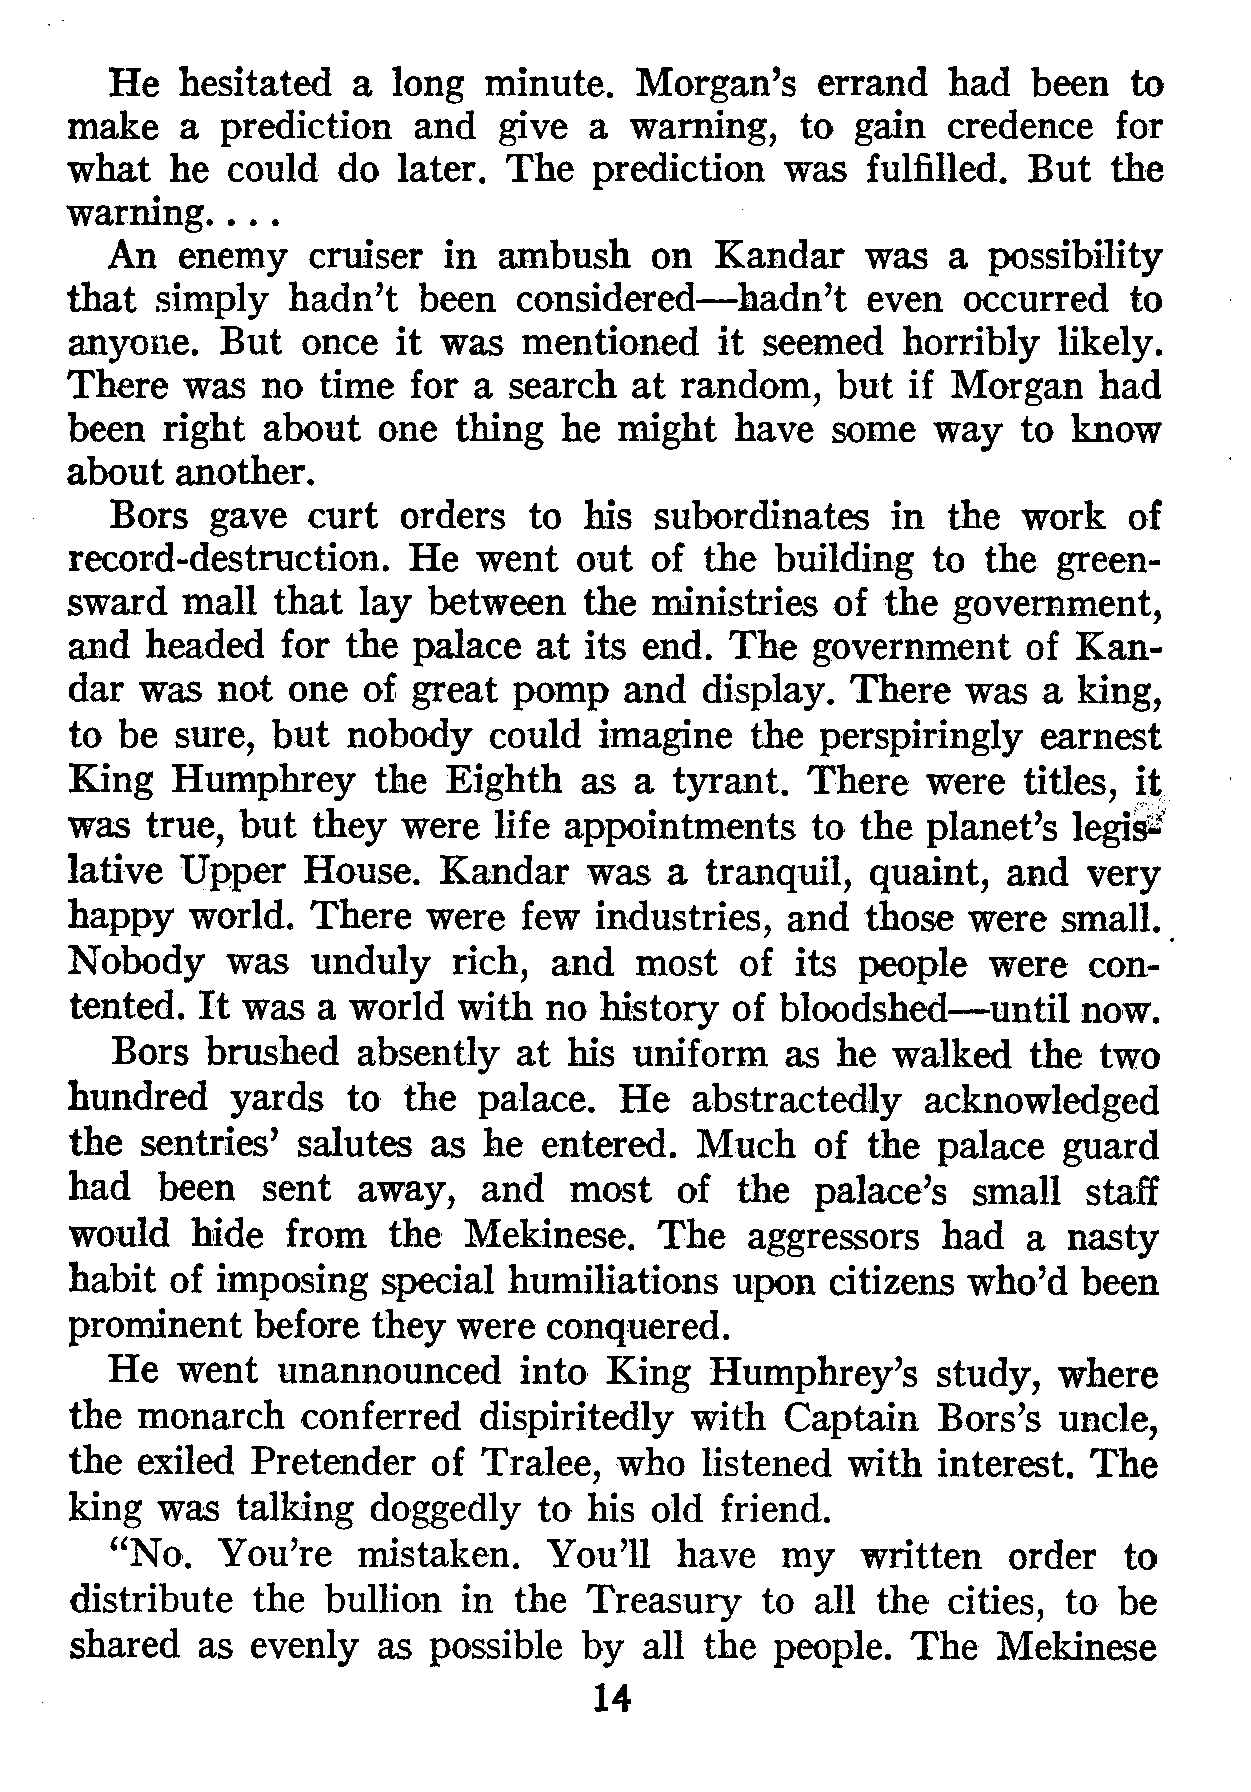 He hesitated a long minute. Morgan's errand had been to
make a prediction and give a warning, to gain credence for
what he could do later. The prediction was fulfilled. But the
warning. . . .
An enemy cruiser in ambush on Kandar was a possibility
that simply hadn't been considered—hadn't even occurred to
anyone. But once it was mentioned it seemed horribly likely.
There was no time for a search at random, but if Morgan had
been right about one thing he might have some way to know
about another.
Bors gave curt orders to his subordinates in the work of
record-destruction. He went out of the building to the green-
sward mall that lay between the ministries of the government,
and headed for the palace at its end. The government of Kan-
dar was not one of great pomp and display. There was a king,
to be sure, but nobody could imagine the perspiringly earnest
King Humphrey the Eighth as a tyrant. There were titles, it
was true, but they were life appointments to the planet's legis-
lative Upper House. Kandar was a tranquil, quaint, and very
happy world. There were few industries, and those were small.
Nobody was unduly rich, and most of its people were con-
tented. It was a world with no history of bloodshed—until now.
Bors brushed absently at his uniform as he walked the two
hundred yards to the palace. He abstractedly acknowledged
the sentries' salutes as he entered. Much of the palace guard
had been sent away, and most of the palace's small staff
would hide from the Mekinese. The aggressors had a nasty
habit of imposing special humiliations upon citizens who'd been
prominent before they were conquered.
He went unannounced into King Humphrey's study, where
the monarch conferred dispiritedly with Captain Bors's uncle,
the exiled Pretender of Tralee, who listened with interest. The
king was talking doggedly to his old friend.
“No. You're mistaken. You'll have my written order to
distribute the bullion in the Treasury to all the cities, to be
shared as evenly as possible by all the people. The Mekinese
14